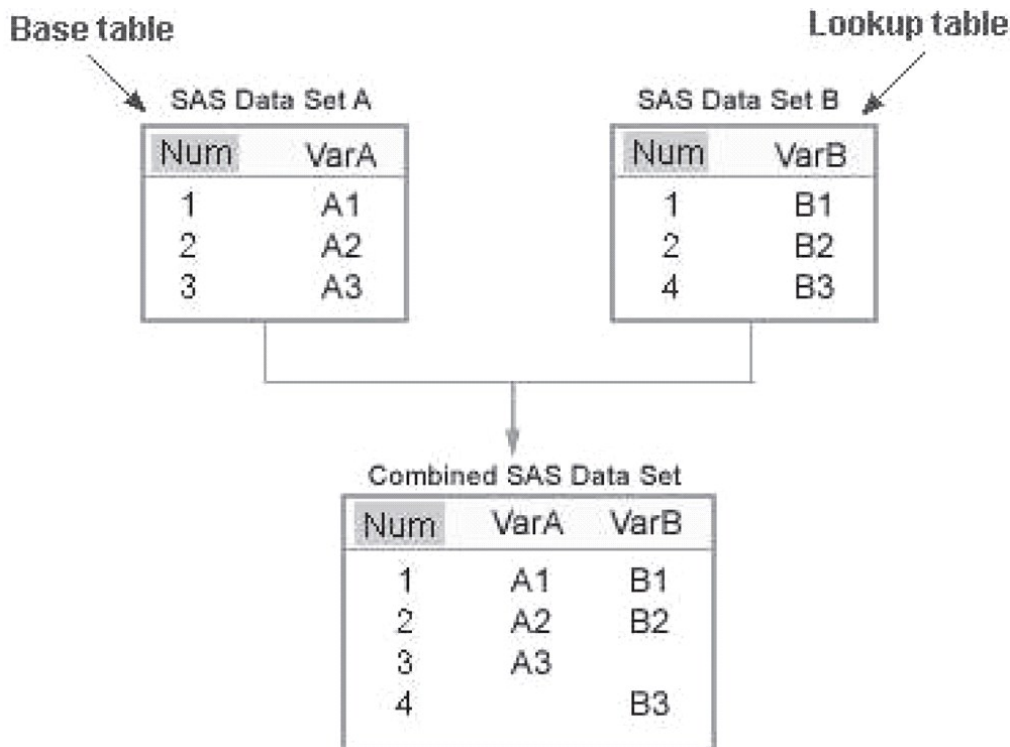 Base table
Lookup table
SAS Data Set A
Num VarA
1 A1
2 A2
3 A3
SAS Data Set B
Num VarB
1 B1
2 B2
4 B3
Combined SAS Data Set
Num VarA VarB
1 A1 B1
2 A2 B2
3 A3
4 B3